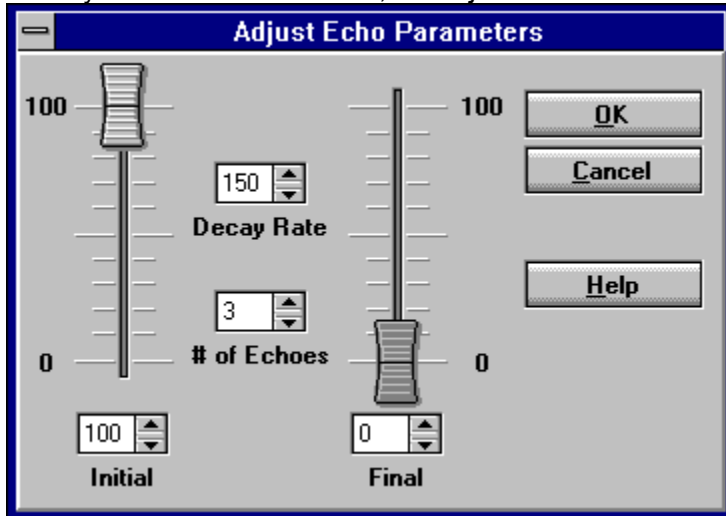 Adjust Echo Parameters
100
100
OK
Cancel
150
Decay Rate
Help
3
# of Echoes
0
0
100
0
Initial
Final